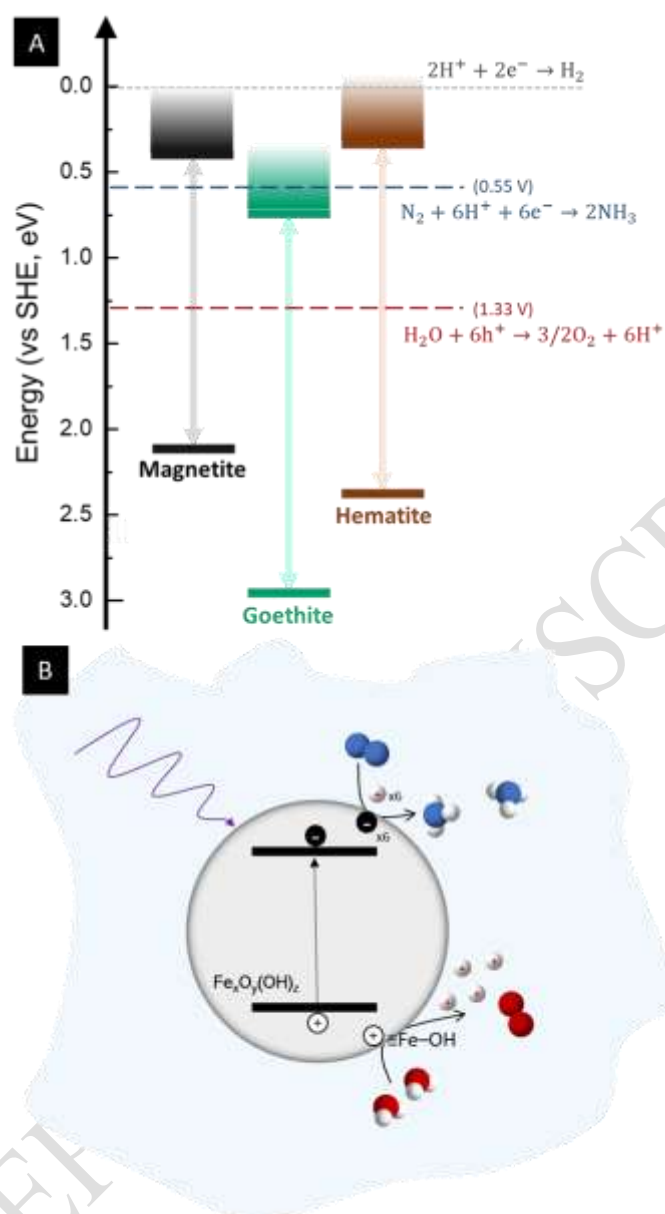 A
2H⁺ + 2e⁻ → H₂
0.0
0.5
(0.55 V)
N₂ + 6H⁺ + 6e⁻ → 2NH₃
1.0
(1.33 V)
H₂O + 6h⁺ → 3/2O₂ + 6H⁺
1.5
2.0
2.5
3.0
Energy (vs SHE, eV)
Magnetite
Hematite
Goethite
B
x6
-
x6
-
FeₓOᵧ(OH)𝓏
+
+
≡Fe–OH